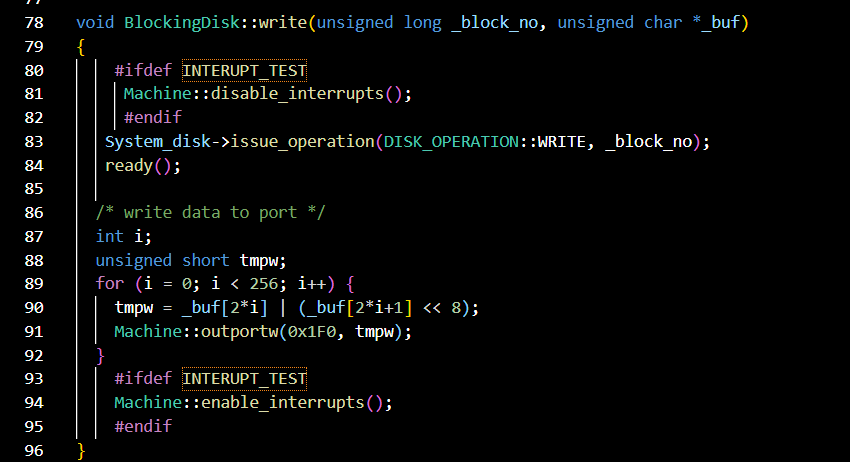 77
78 void BlockingDisk::write(unsigned long _block_no, unsigned char *_buf)
79 {
80 #ifdef INTERUPT_TEST
81 Machine::disable_interrupts();
82 #endif
83 System_disk->issue_operation(DISK_OPERATION::WRITE, _block_no);
84 ready();
85
86 /* write data to port */
87 int i;
88 unsigned short tmpw;
89 for (i = 0; i < 256; i++) {
90 tmpw = _buf[2*i] | (_buf[2*i+1] << 8);
91 Machine::outportw(0x1F0, tmpw);
92 }
93 #ifdef INTERUPT_TEST
94 Machine::enable_interrupts();
95 #endif
96 }